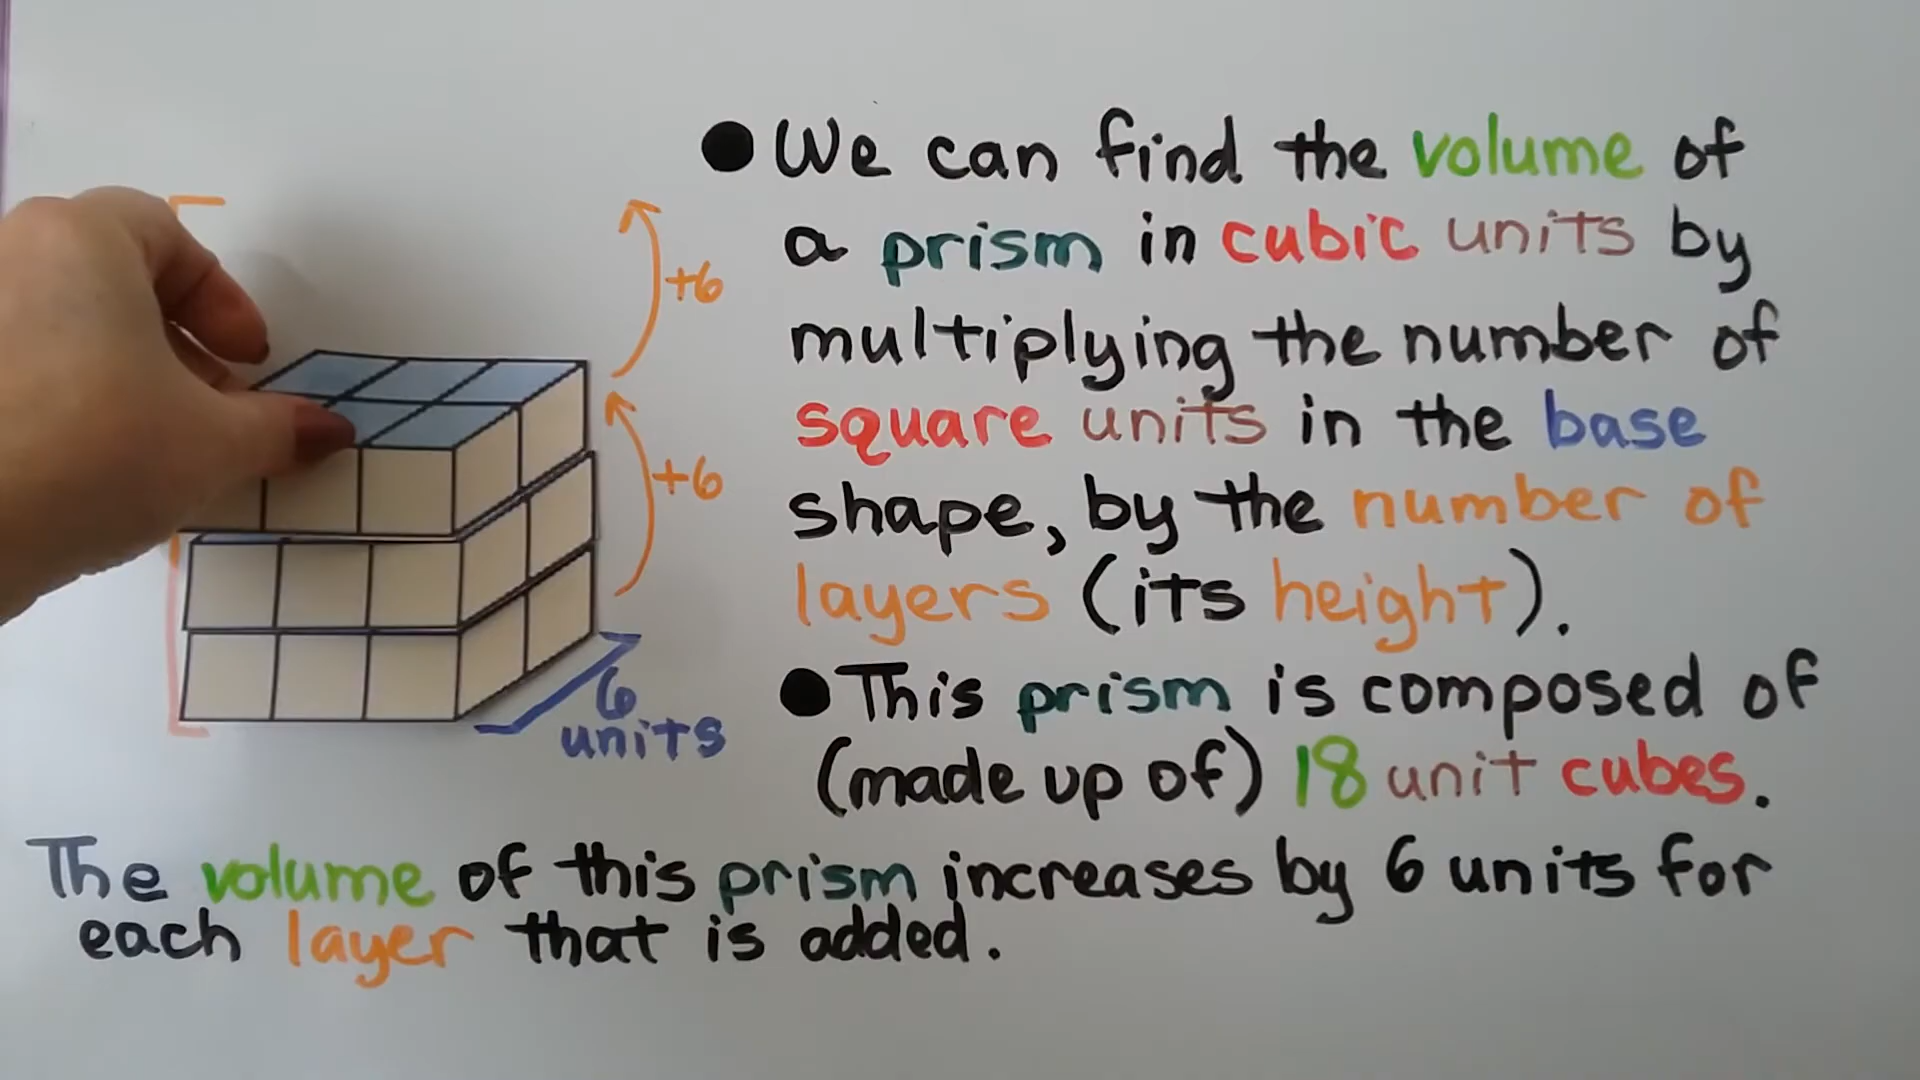 ● We can find the volume of
a prism in cubic units by
multiplying the number of
square units in the base
shape, by the number of
layers (its height).
● This prism is composed of
(made up of) 18 unit cubes.
The volume of this prism increases by 6 units for
each layer that is added.
+6
+6
6
units